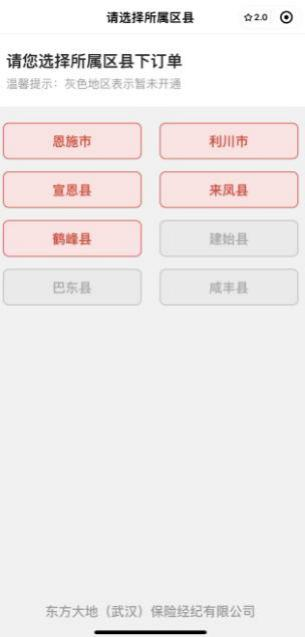 请选择所属区县
2.0
请您选择所属区县下订单
温馨提示：灰色地区表示暂未开通
恩施市 利川市
宣恩县 来凤县
鹤峰县 建始县
巴东县 咸丰县
东方大地（武汉）保险经纪有限公司